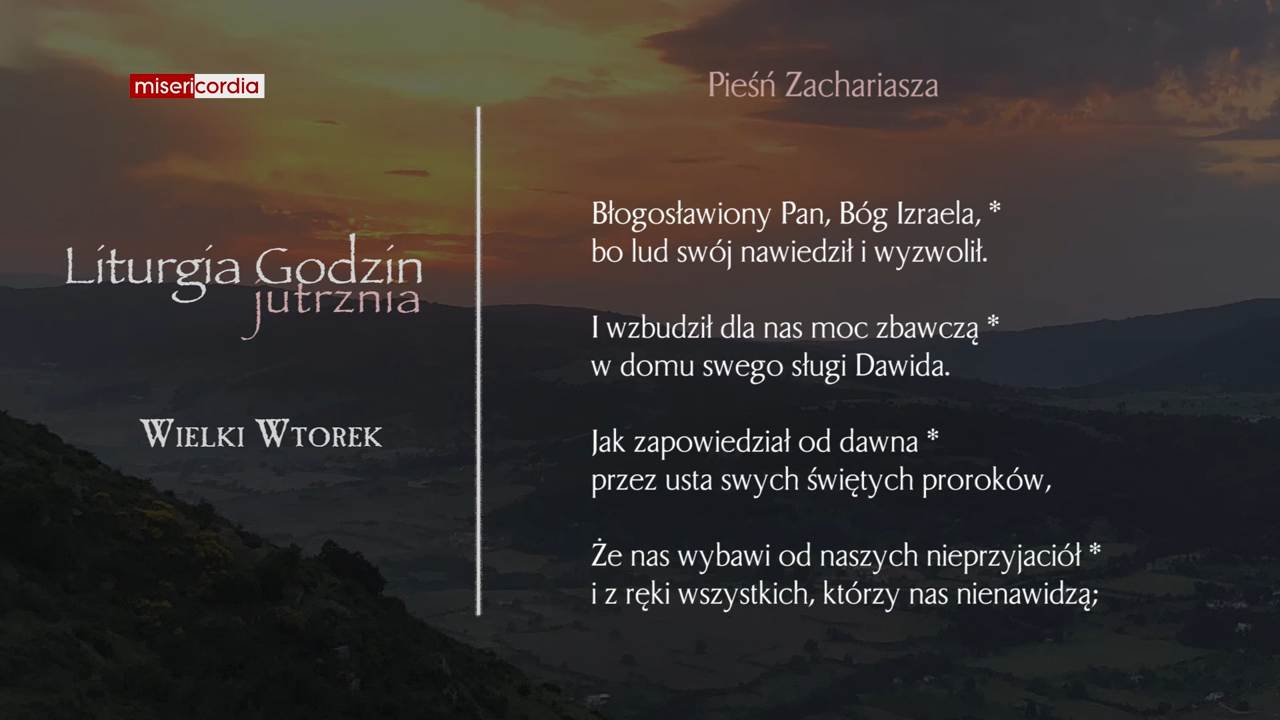 misericordia
Liturgia Godzin
jutrznia
Wielki Wtorek
Pieśń Zachariasza
Błogosławiony Pan, Bóg Izraela, *
bo lud swój nawiedził i wyzwolił.
I wzbudził dla nas moc zbawczą *
w domu swego sługi Dawida.
Jak zapowiedział od dawna *
przez usta swych świętych proroków,
Że nas wybawi od naszych nieprzyjaciół *
i z ręki wszystkich, którzy nas nienawidzą;